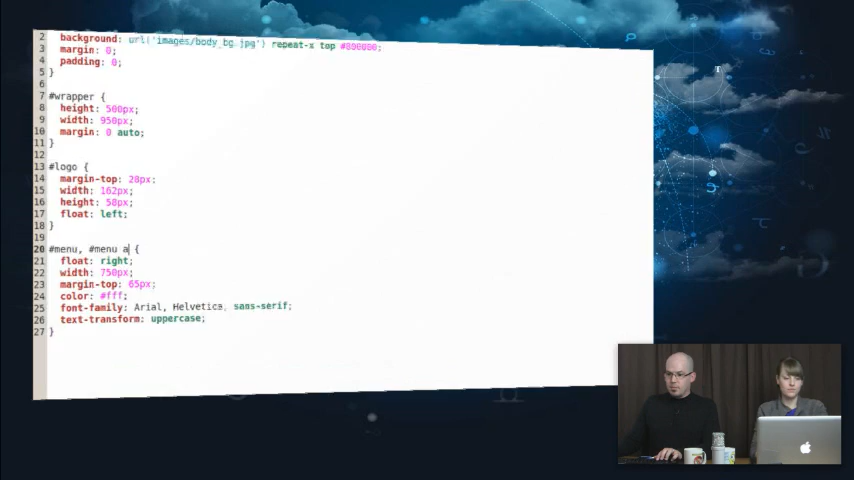 2 background: url('images/body_bg.jpg') repeat-x top #800000;
3 margin: 0;
4 padding: 0;
5 }
6
7 #wrapper {
8 height: 500px;
9 width: 950px;
10 margin: 0 auto;
11 }
12
13 #logo {
14 margin-top: 28px;
15 width: 162px;
16 height: 58px;
17 float: left;
18 }
19
20 #menu, #menu a {
21 float: right;
22 width: 750px;
23 margin-top: 65px;
24 color: #fff;
25 font-family: Arial, Helvetica, sans-serif;
26 text-transform: uppercase;
27 }